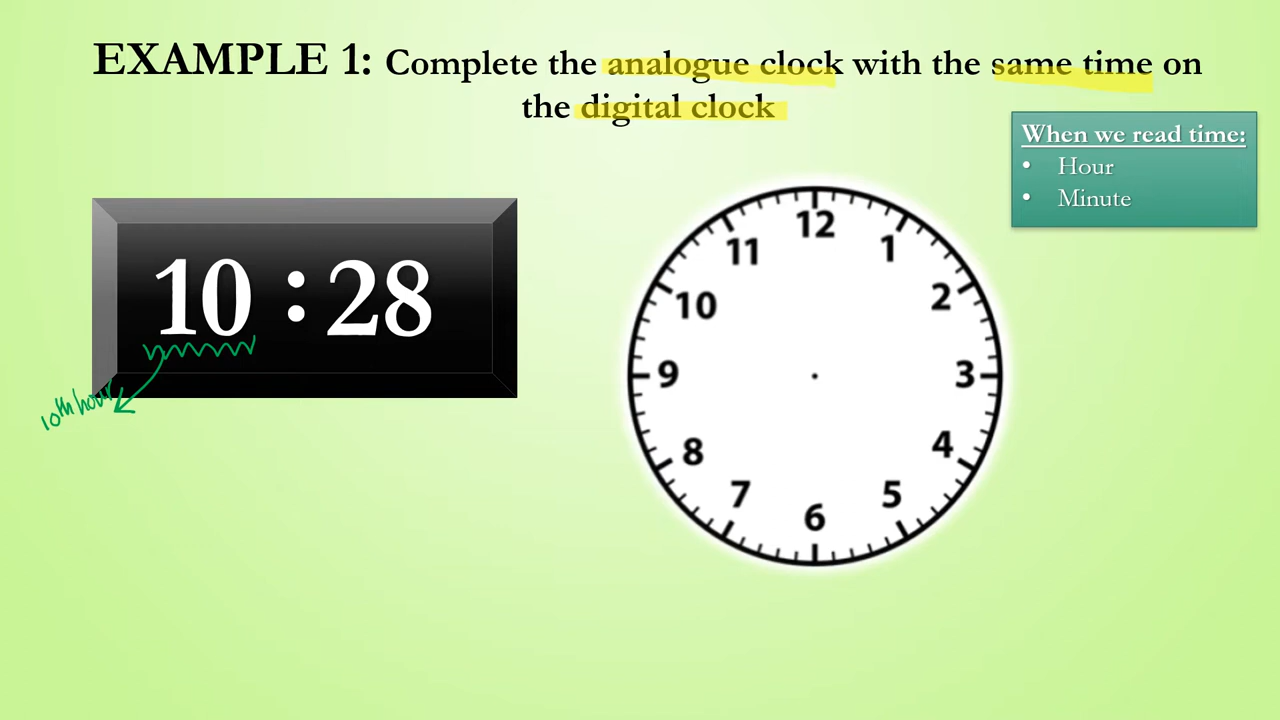 EXAMPLE 1: Complete the analogue clock with the same time on
the digital clock
When we read time:
• Hour
• Minute
10 : 28
10th hour
12
11
1
10
2
9
3
8
4
7
5
6